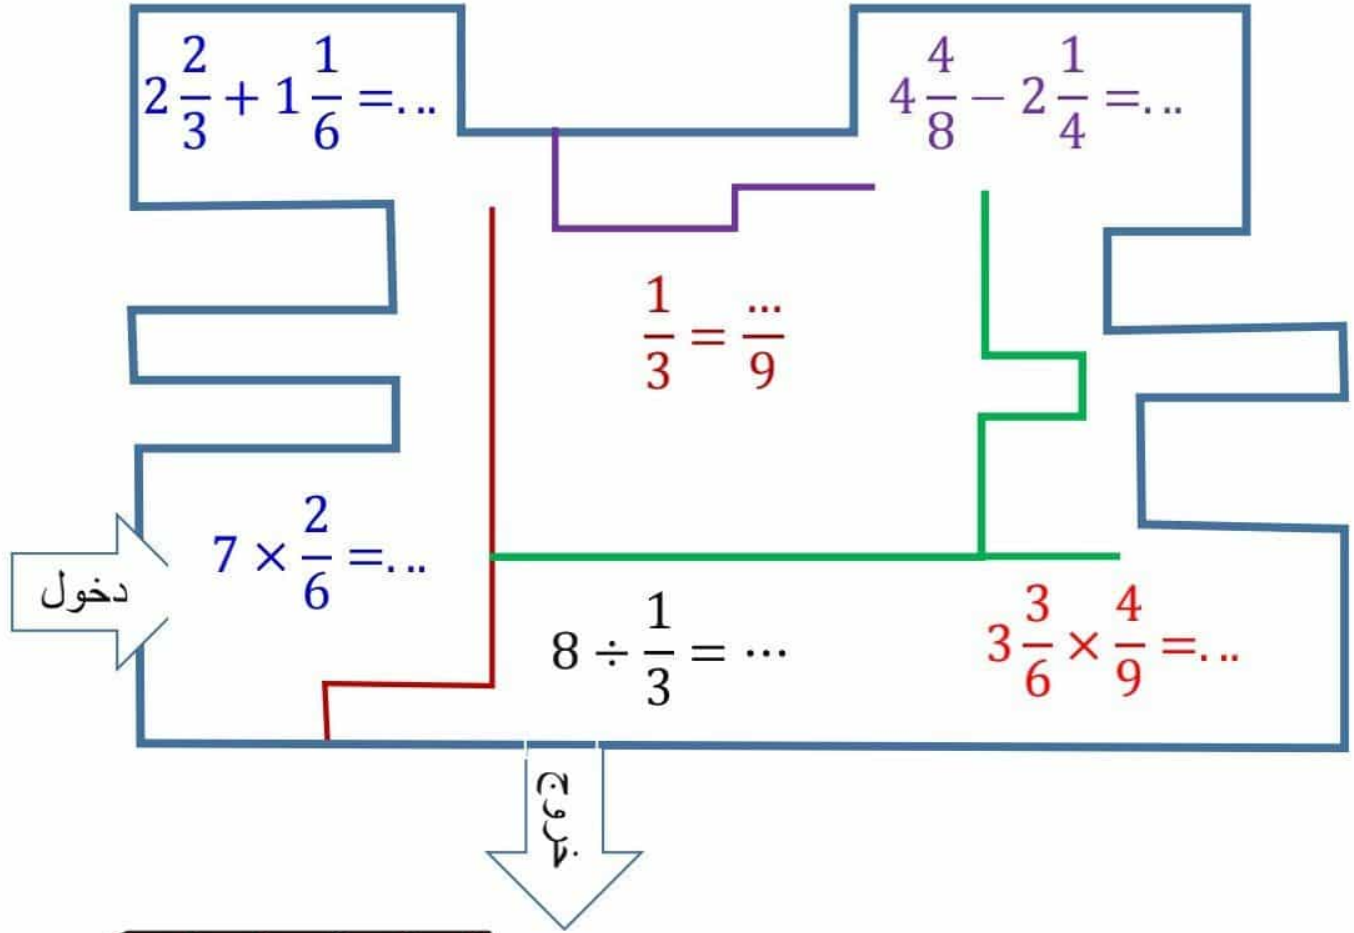 2 2/3 + 1 1/6 =...
4 4/8 − 2 1/4 =...
1/3 = .../9
7 × 2/6 =...
دخول
8 ÷ 1/3 = ⋯
3 3/6 × 4/9 =...
خروج